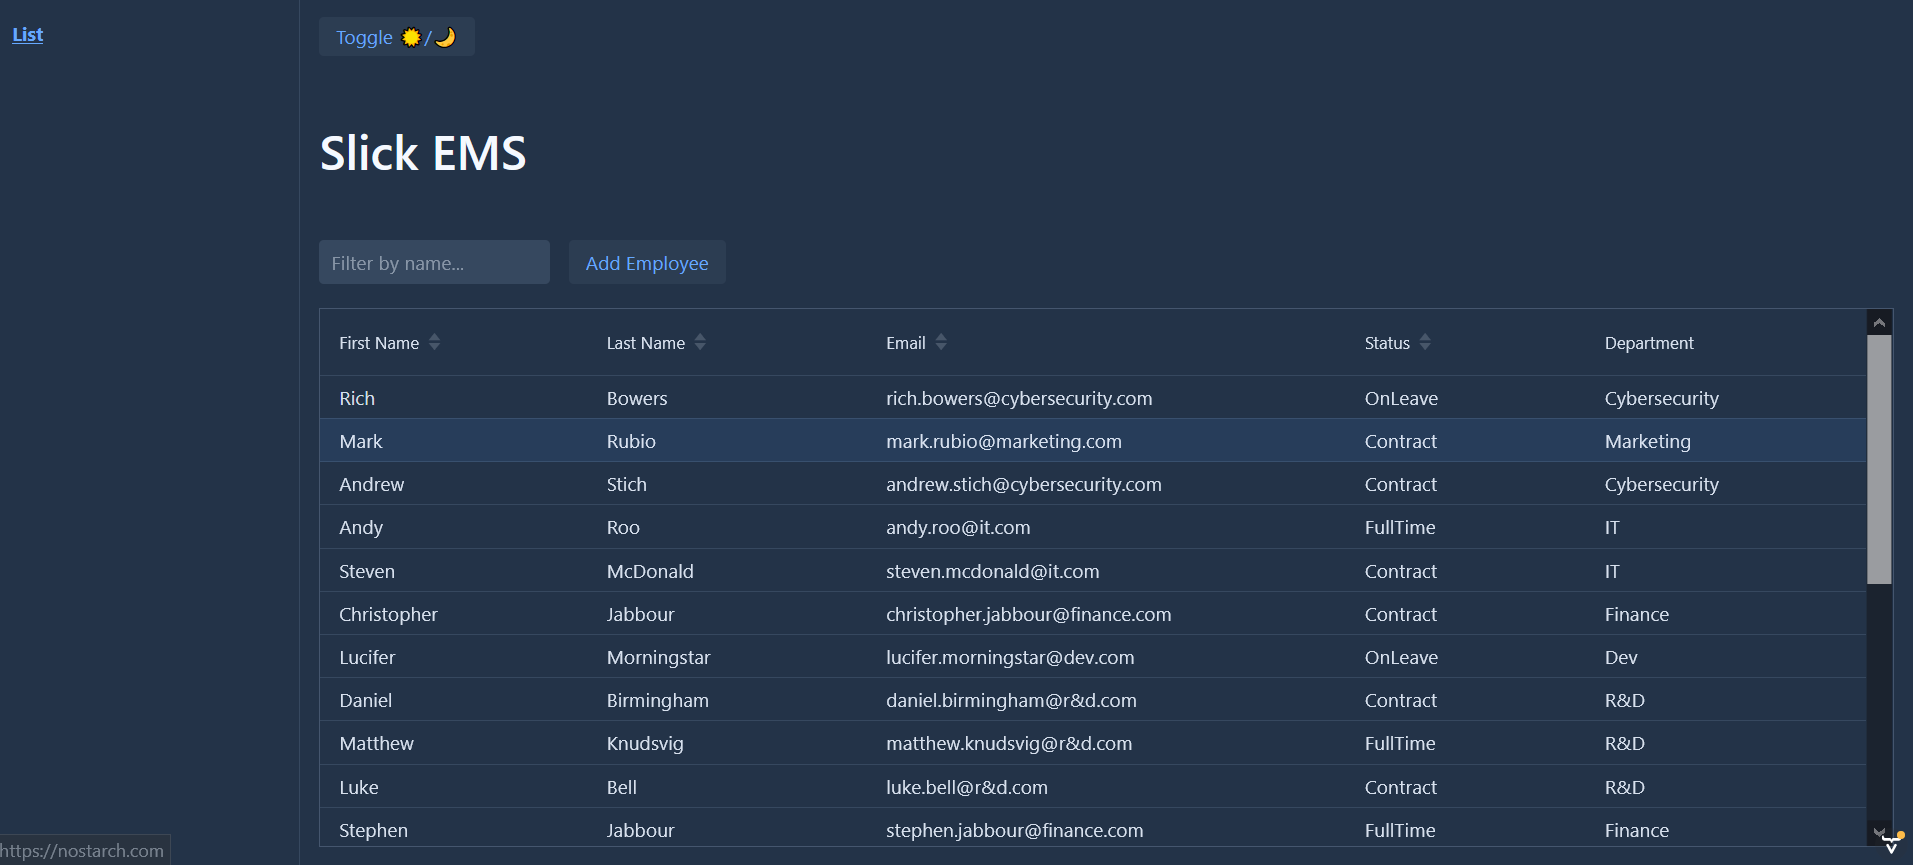 List
Toggle 🌞/🌙
Slick EMS
Filter by name...
Add Employee
First Name Last Name Email Status Department
Rich Bowers rich.bowers@cybersecurity.com OnLeave Cybersecurity
Mark Rubio mark.rubio@marketing.com Contract Marketing
Andrew Stich andrew.stich@cybersecurity.com Contract Cybersecurity
Andy Roo andy.roo@it.com FullTime IT
Steven McDonald steven.mcdonald@it.com Contract IT
Christopher Jabbour christopher.jabbour@finance.com Contract Finance
Lucifer Morningstar lucifer.morningstar@dev.com OnLeave Dev
Daniel Birmingham daniel.birmingham@r&d.com Contract R&D
Matthew Knudsvig matthew.knudsvig@r&d.com FullTime R&D
Luke Bell luke.bell@r&d.com Contract R&D
Stephen Jabbour stephen.jabbour@finance.com FullTime Finance
https://nostarch.com